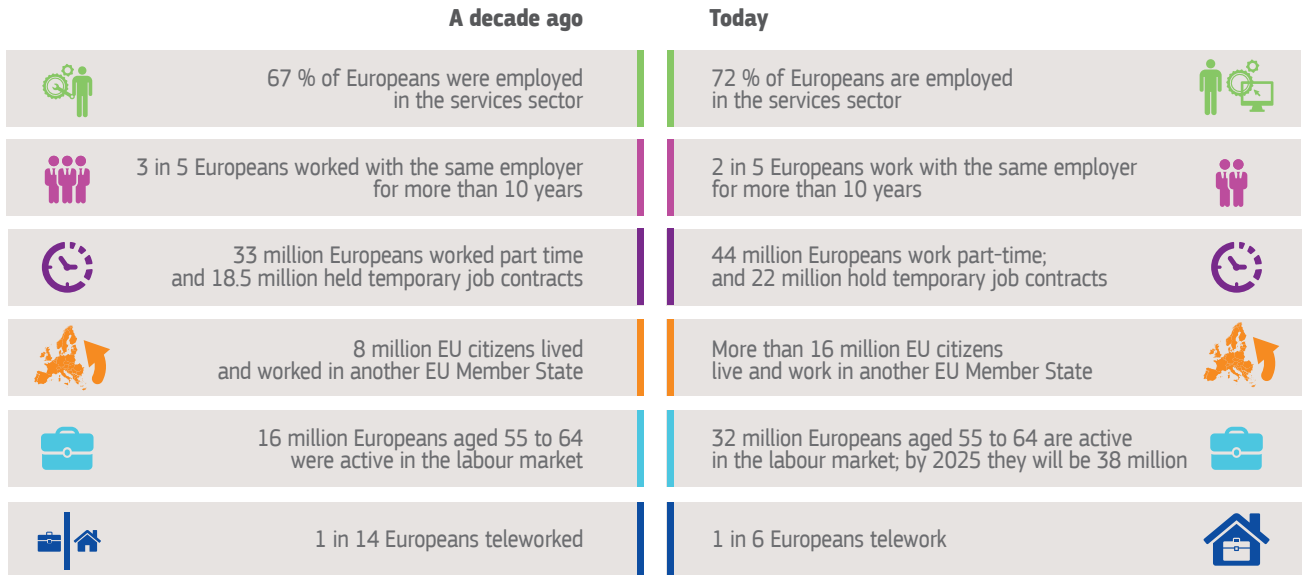 A decade ago
Today
67 % of Europeans were employed
in the services sector
72 % of Europeans are employed
in the services sector
3 in 5 Europeans worked with the same employer
for more than 10 years
2 in 5 Europeans work with the same employer
for more than 10 years
33 million Europeans worked part time
and 18.5 million held temporary job contracts
44 million Europeans work part-time;
and 22 million hold temporary job contracts
8 million EU citizens lived
and worked in another EU Member State
More than 16 million EU citizens
live and work in another EU Member State
16 million Europeans aged 55 to 64
were active in the labour market
32 million Europeans aged 55 to 64 are active
in the labour market; by 2025 they will be 38 million
1 in 14 Europeans teleworked
1 in 6 Europeans telework